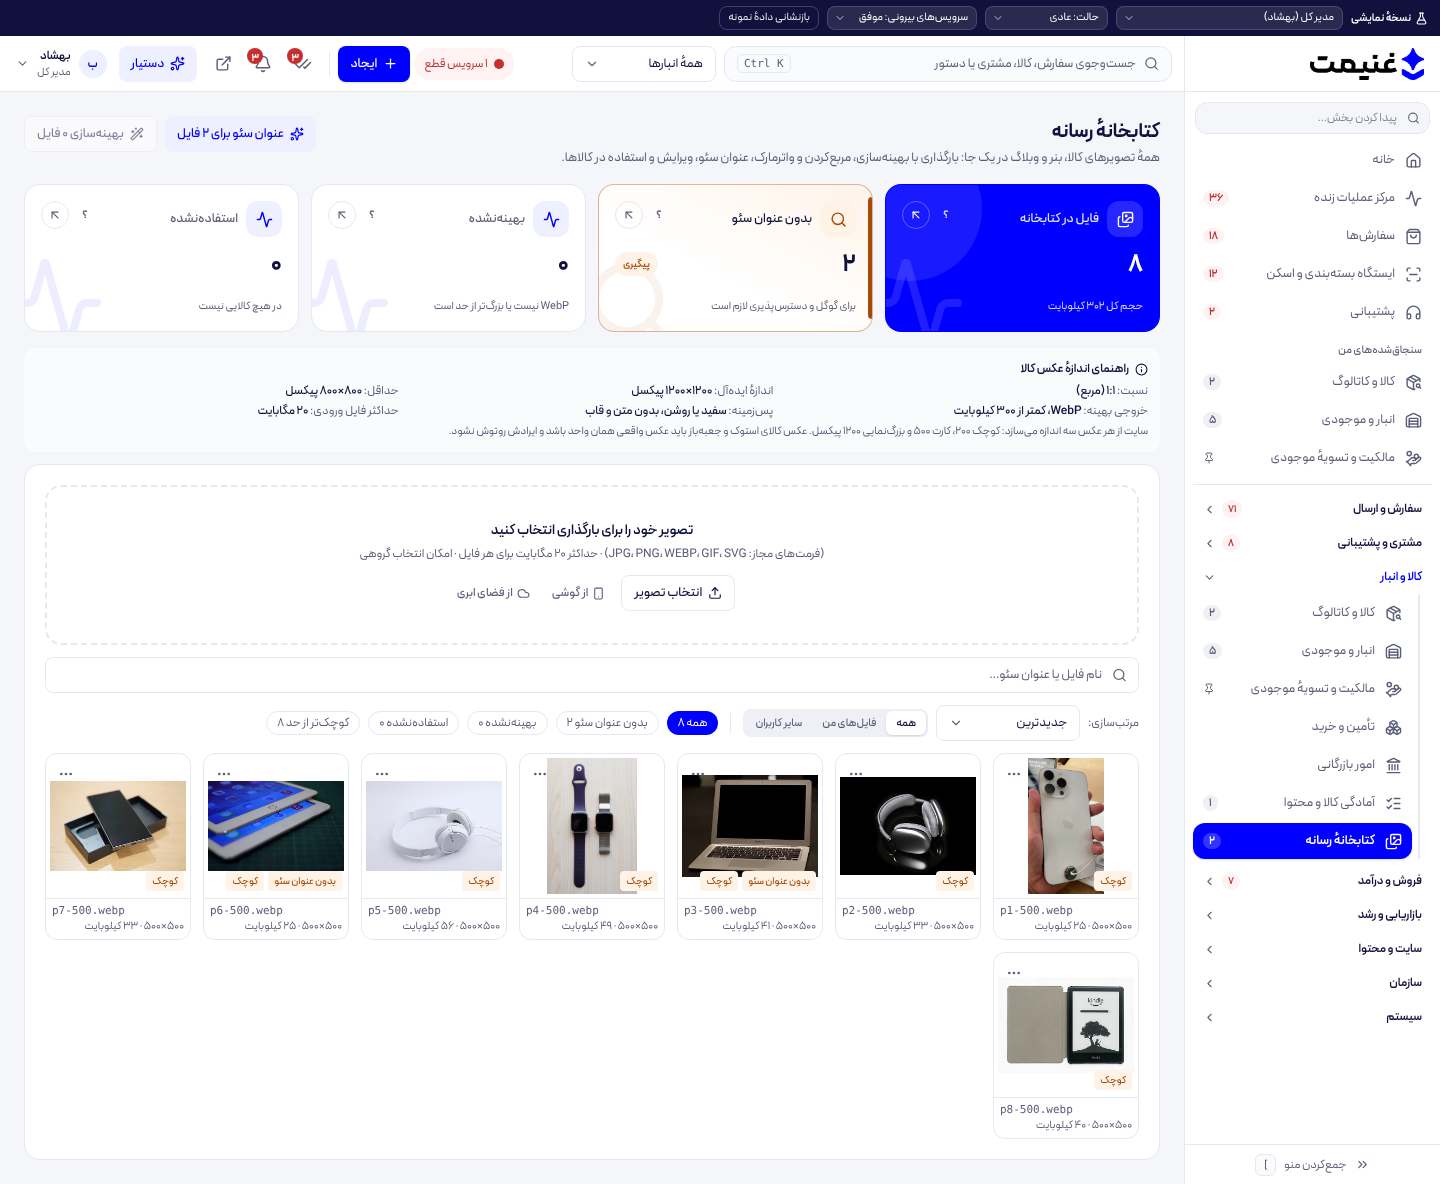 نسخهٔ نمایشی
مدیر کل (بهشاد)
حالت: عادی
سرویس‌های بیرونی: موفق
بازنشانی دادهٔ نمونه
غنیمت
جست‌وجوی سفارش، کالا، مشتری یا دستور
Ctrl K
همهٔ انبارها
۱ سرویس قطع
ایجاد
۳
۳
دستیار
ب
بهشاد
مدیر کل
پیدا کردن بخش...
خانه
مرکز عملیات زنده
۳۶
سفارش‌ها
۱۸
ایستگاه بسته‌بندی و اسکن
۱۲
پشتیبانی
۲
سنجاق‌شده‌های من
کالا و کاتالوگ
۲
انبار و موجودی
۵
مالکیت و تسویهٔ موجودی
سفارش و ارسال
۷۱
مشتری و پشتیبانی
۸
کالا و انبار
کالا و کاتالوگ
۲
انبار و موجودی
۵
مالکیت و تسویهٔ موجودی
تأمین و خرید
امور بازرگانی
آمادگی کالا و محتوا
۱
کتابخانهٔ رسانه
۲
فروش و درآمد
۷
بازاریابی و رشد
سایت و محتوا
سازمان
سیستم
جمع‌کردن منو
[
کتابخانهٔ رسانه
همهٔ تصویرهای کالا، بنر و وبلاگ در یک جا: بارگذاری با بهینه‌سازی، مربع‌کردن و واترمارک، عنوان سئو، ویرایش و استفاده در کالاها.
عنوان سئو برای ۲ فایل
بهینه‌سازی ۰ فایل
فایل در کتابخانه
؟
۸
حجم کل ۳۰۲ کیلوبایت
بدون عنوان سئو
؟
۲
پیگیری
برای گوگل و دسترس‌پذیری لازم است
بهینه‌نشده
؟
۰
WebP نیست یا بزرگ‌تر از حد است
استفاده‌نشده
؟
۰
در هیچ کالایی نیست
راهنمای اندازهٔ عکس کالا
نسبت: ۱:۱ (مربع)
اندازهٔ ایده‌آل: ۱۲۰۰×۱۲۰۰ پیکسل
حداقل: ۸۰۰×۸۰۰ پیکسل
خروجی بهینه: WebP، کمتر از ۳۰۰ کیلوبایت
پس‌زمینه: سفید یا روشن، بدون متن و قاب
حداکثر فایل ورودی: ۲۰ مگابایت
سایت از هر عکس سه اندازه می‌سازد: کوچک ۲۰۰، کارت ۵۰۰ و بزرگ‌نمایی ۱۲۰۰ پیکسل. عکس کالای استوک و جعبه‌باز باید عکس واقعی همان واحد باشد و ایرادش روتوش نشود.
تصویر خود را برای بارگذاری انتخاب کنید
(فرمت‌های مجاز: JPG، PNG، WEBP، GIF، SVG) · حداکثر ۲۰ مگابایت برای هر فایل · امکان انتخاب گروهی
انتخاب تصویر
از گوشی
از فضای ابری
نام فایل یا عنوان سئو...
مرتب‌سازی:
جدیدترین
همه
فایل‌های من
سایر کاربران
همه ۸
بدون عنوان سئو ۲
بهینه‌نشده ۰
استفاده‌نشده ۰
کوچک‌تر از حد ۸
کوچک
p1-500.webp
۵۰۰×۵۰۰ · ۲۵ کیلوبایت
کوچک
p2-500.webp
۵۰۰×۵۰۰ · ۳۳ کیلوبایت
بدون عنوان سئو
کوچک
p3-500.webp
۵۰۰×۵۰۰ · ۴۱ کیلوبایت
کوچک
p4-500.webp
۵۰۰×۵۰۰ · ۴۹ کیلوبایت
کوچک
p5-500.webp
۵۰۰×۵۰۰ · ۵۶ کیلوبایت
بدون عنوان سئو
کوچک
p6-500.webp
۵۰۰×۵۰۰ · ۲۵ کیلوبایت
کوچک
p7-500.webp
۵۰۰×۵۰۰ · ۳۳ کیلوبایت
kindle
کوچک
p8-500.webp
۵۰۰×۵۰۰ · ۴۰ کیلوبایت